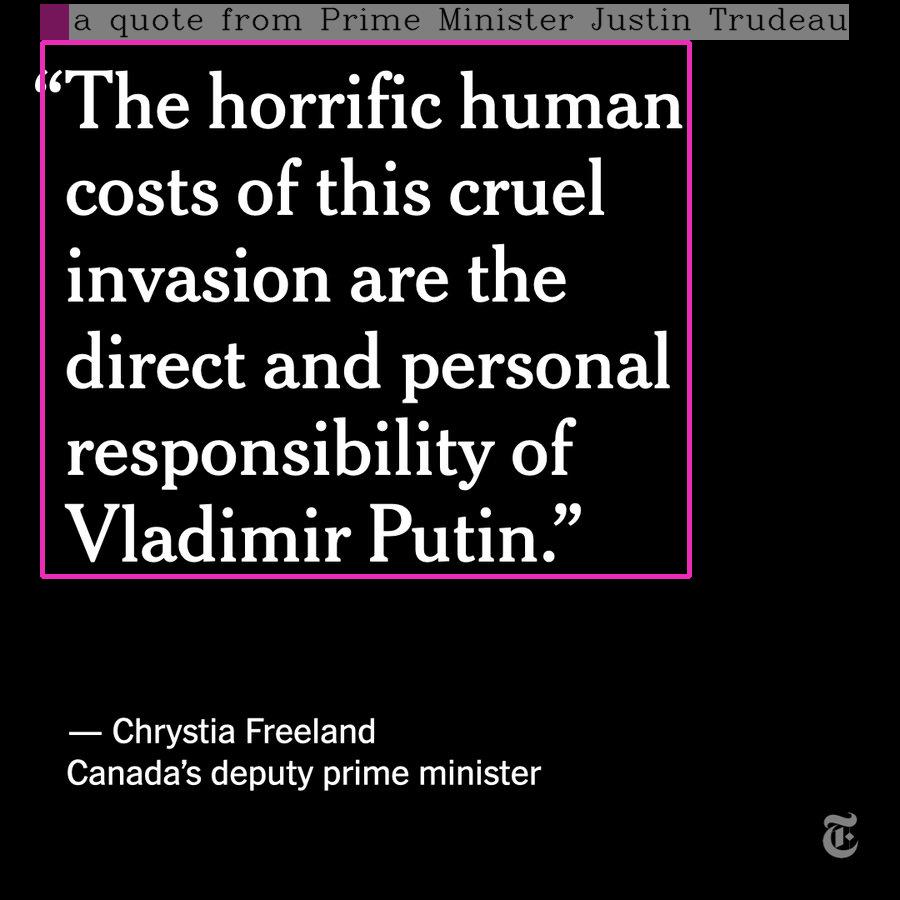 a quote from Prime Minister Justin Trudeau
“The horrific human
costs of this cruel
invasion are the
direct and personal
responsibility of
Vladimir Putin.”
— Chrystia Freeland
Canada’s deputy prime minister
T